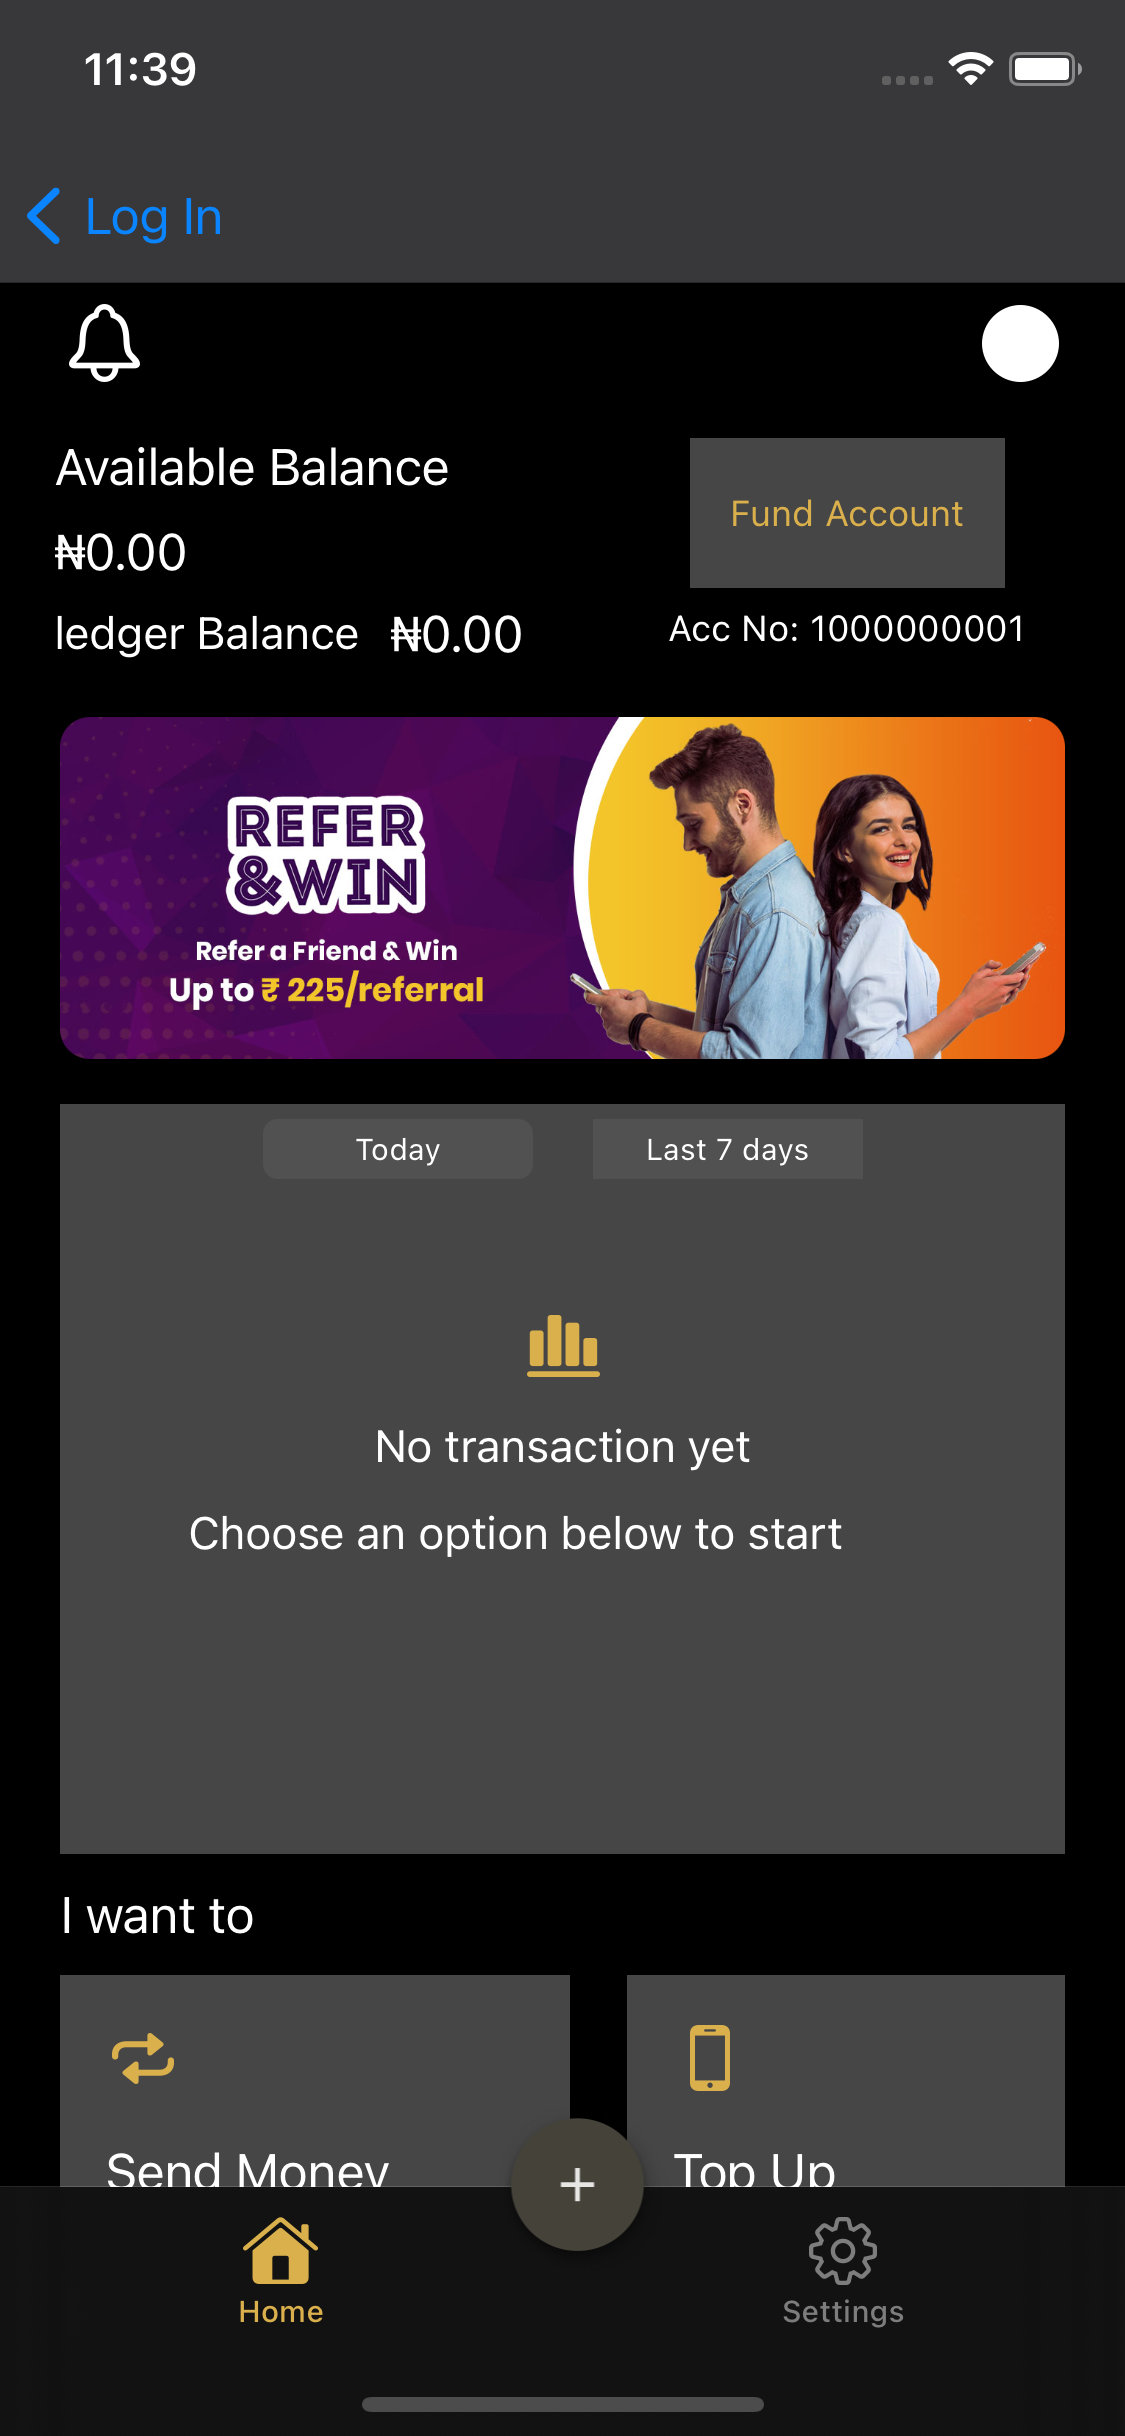 11:39
Log In
Available Balance
₦0.00
ledger Balance ₦0.00
Fund Account
Acc No: 1000000001
REFER
&WIN
Refer a Friend & Win
Up to ₹ 225/referral
Today
Last 7 days
No transaction yet
Choose an option below to start
I want to
Send Money
Top Up
+
Home
Settings